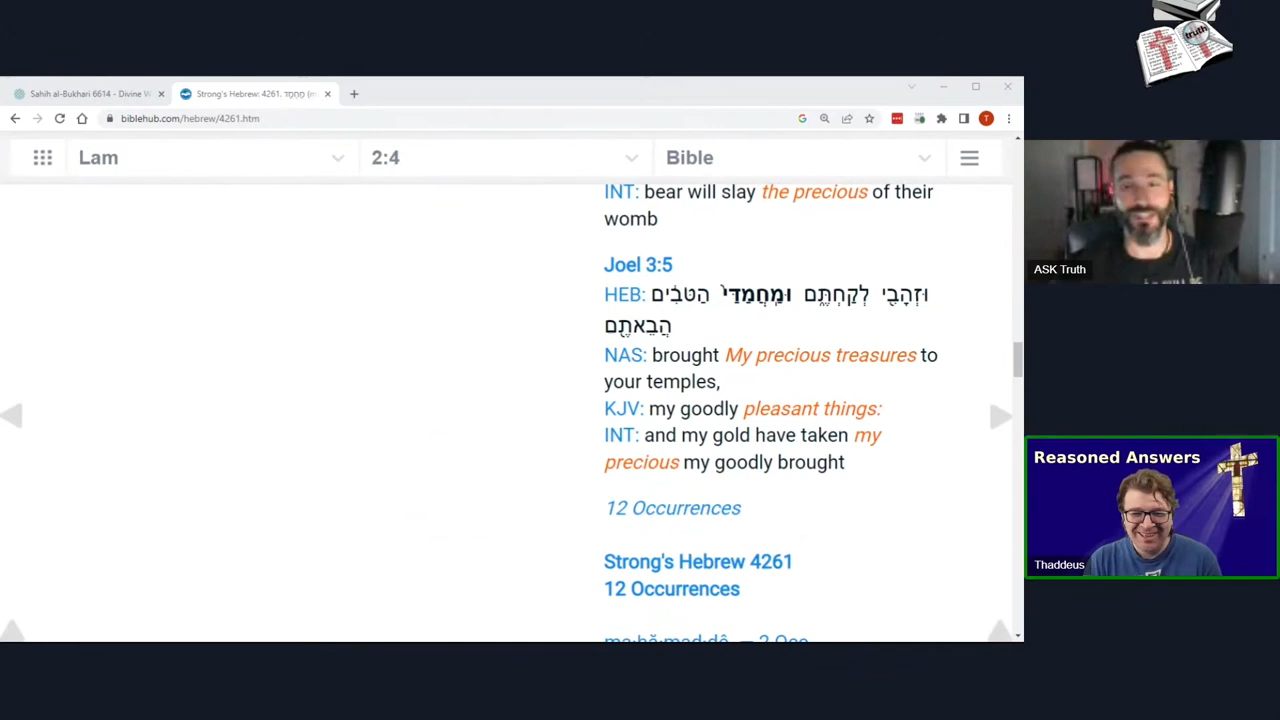 truth
Sahih al-Bukhari 6614 - Divine W
Strong's Hebrew: 4261. מַחְמָד (m
biblehub.com/hebrew/4261.htm
Lam
2:4
Bible
INT: bear will slay the precious of their
womb
Joel 3:5
HEB: וּזְהָבִ֖י לְקַחְתֶּ֑ם וּמַֽחֲמַדַּי֙ הַטֹּבִ֔ים
הֲבֵאתֶ֖ם
NAS: brought My precious treasures to
your temples,
KJV: my goodly pleasant things:
INT: and my gold have taken my
precious my goodly brought
12 Occurrences
Strong's Hebrew 4261
12 Occurrences
ASK Truth
Reasoned Answers
Thaddeus